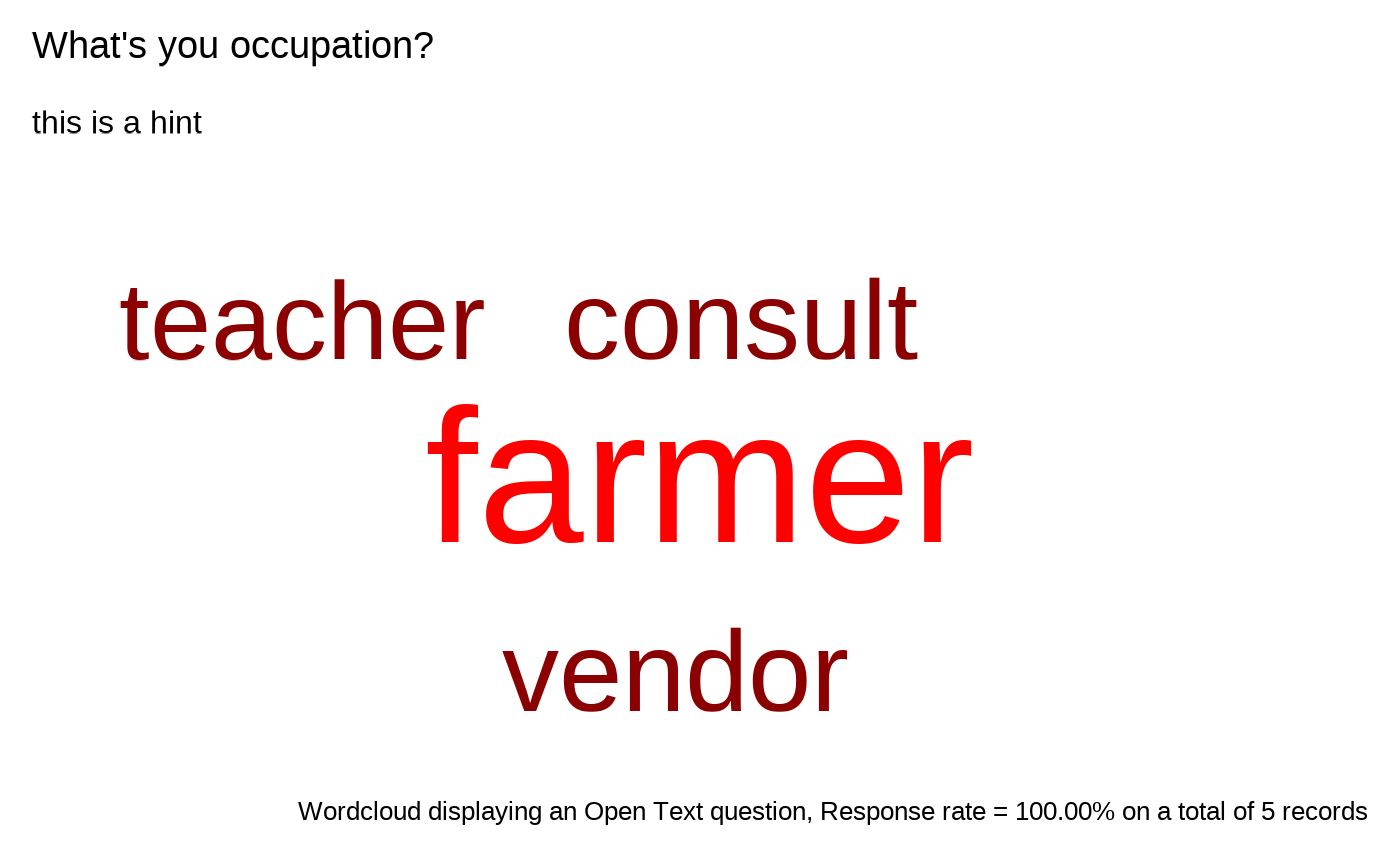 What's you occupation?
this is a hint
teacher consult
farmer
vendor
Wordcloud displaying an Open Text question, Response rate = 100.00% on a total of 5 records